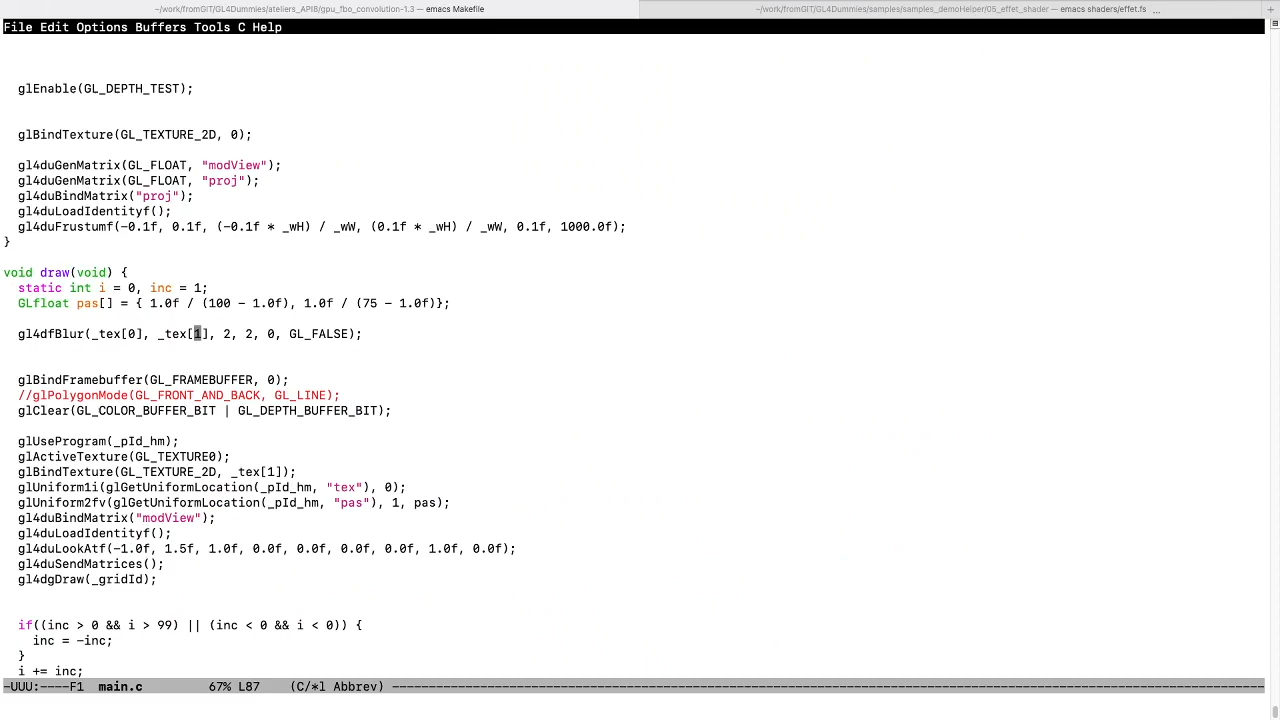 ~/work/fromGIT/GL4Dummies/ateliers_API8/gpu_fbo_convolution-1.3 — emacs Makefile
~/work/fromGIT/GL4Dummies/samples/samples_demoHelper/05_effet_shader — emacs shaders/effet.fs ...
+
File Edit Options Buffers Tools C Help
glEnable(GL_DEPTH_TEST);
glBindTexture(GL_TEXTURE_2D, 0);
gl4duGenMatrix(GL_FLOAT, "modView");
gl4duGenMatrix(GL_FLOAT, "proj");
gl4duBindMatrix("proj");
gl4duLoadIdentityf();
gl4duFrustumf(-0.1f, 0.1f, (-0.1f * _wH) / _wW, (0.1f * _wH) / _wW, 0.1f, 1000.0f);
}
void draw(void) {
static int i = 0, inc = 1;
GLfloat pas[] = { 1.0f / (100 - 1.0f), 1.0f / (75 - 1.0f)};
gl4dfBlur(_tex[0], _tex[1], 2, 2, 0, GL_FALSE);
glBindFramebuffer(GL_FRAMEBUFFER, 0);
//glPolygonMode(GL_FRONT_AND_BACK, GL_LINE);
glClear(GL_COLOR_BUFFER_BIT | GL_DEPTH_BUFFER_BIT);
glUseProgram(_pId_hm);
glActiveTexture(GL_TEXTURE0);
glBindTexture(GL_TEXTURE_2D, _tex[1]);
glUniform1i(glGetUniformLocation(_pId_hm, "tex"), 0);
glUniform2fv(glGetUniformLocation(_pId_hm, "pas"), 1, pas);
gl4duBindMatrix("modView");
gl4duLoadIdentityf();
gl4duLookAtf(-1.0f, 1.5f, 1.0f, 0.0f, 0.0f, 0.0f, 0.0f, 1.0f, 0.0f);
gl4duSendMatrices();
gl4dgDraw(_gridId);
if((inc > 0 && i > 99) || (inc < 0 && i < 0)) {
inc = -inc;
}
i += inc;
-UUU:----F1  main.c         67% L87    (C/*l Abbrev) ------------------------------------------------------------------------------------------------------------------------